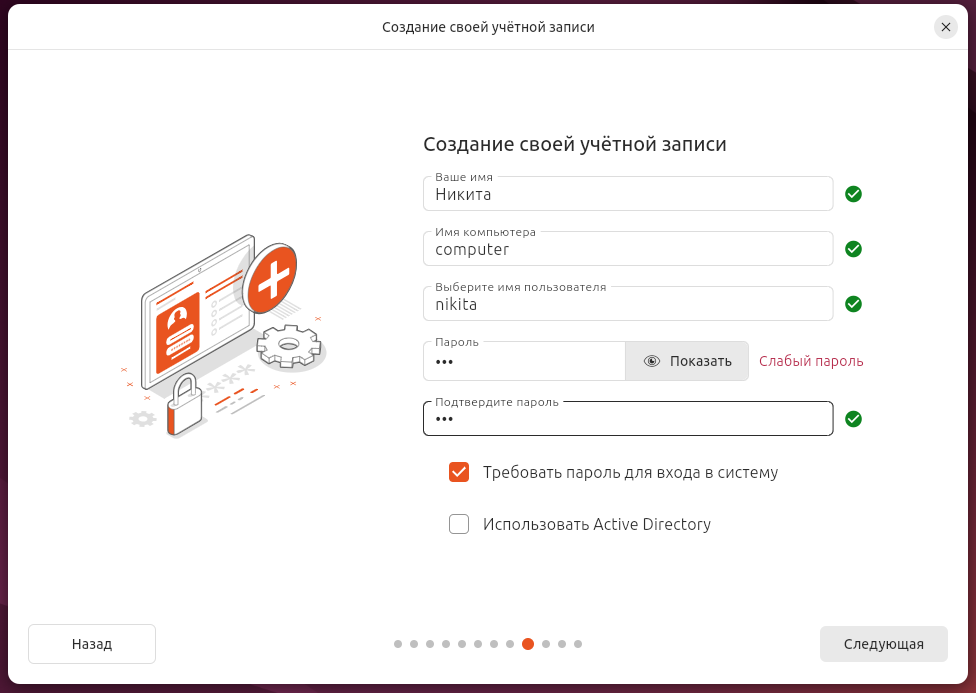 Создание своей учётной записи
Создание своей учётной записи
Ваше имя
Никита
Имя компьютера
computer
Выберите имя пользователя
nikita
Пароль
••• Показать Слабый пароль
Подтвердите пароль
•••
Требовать пароль для входа в систему
Использовать Active Directory
Назад Следующая